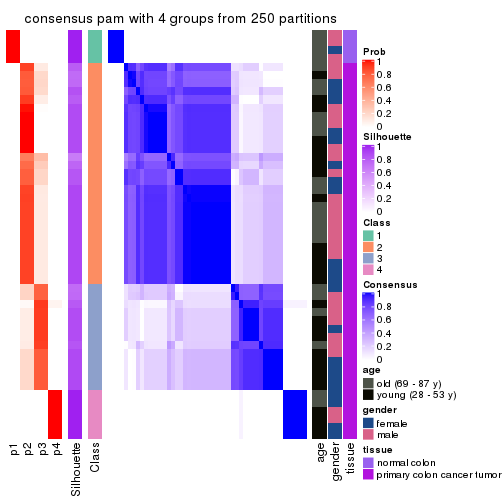 consensus pam with 4 groups from 250 partitions
Prob
1
0.8
0.6
0.4
0.2
0
Silhouette
1
0.8
0.6
0.4
0.2
0
Class
1
2
3
4
Consensus
1
0.8
0.6
0.4
0.2
0
age
old (69 - 87 y)
young (28 - 53 y)
gender
female
male
tissue
normal colon
primary colon cancer tumor
p1
p2
p3
p4
Silhouette
Class
age
gender
tissue